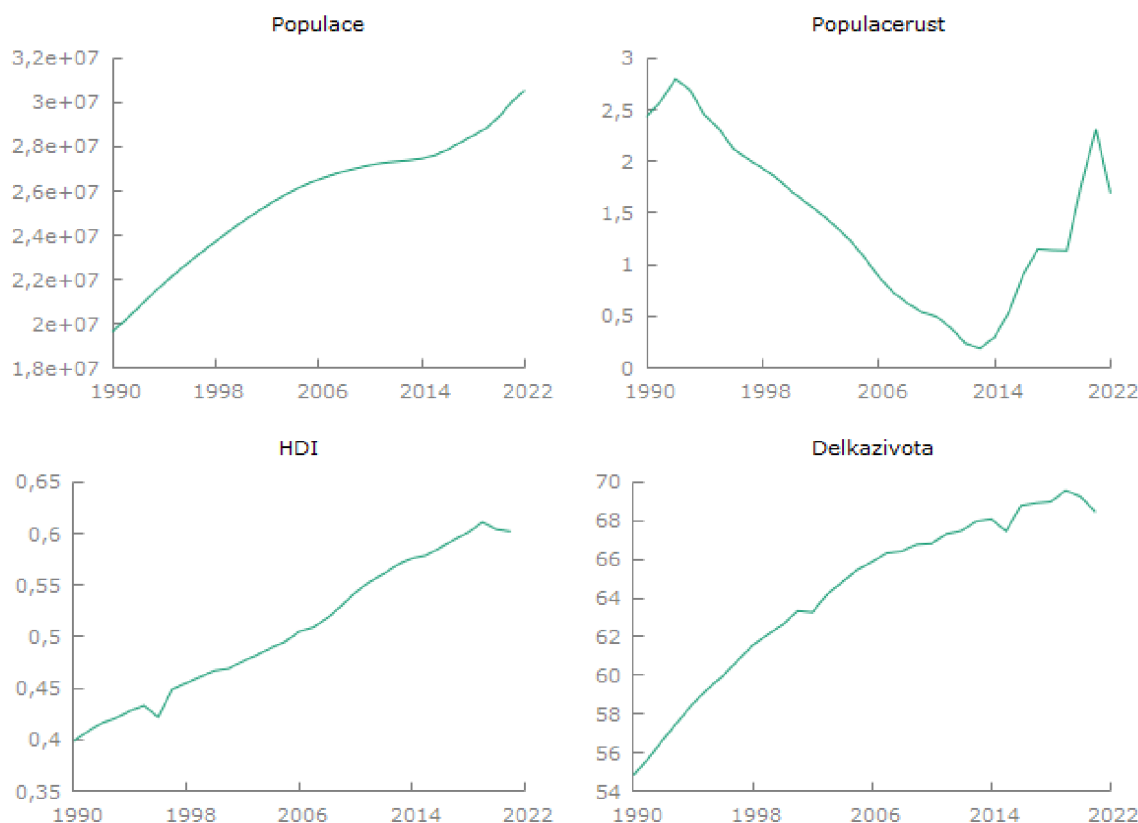 Populace
3,2e+07
3e+07
2,8e+07
2,6e+07
2,4e+07
2,2e+07
2e+07
1,8e+07
1990 1998 2006 2014 2022
Populacerust
3
2,5
2
1,5
1
0,5
0
1990 1998 2006 2014 2022
HDI
0,65
0,6
0,55
0,5
0,45
0,4
0,35
1990 1998 2006 2014 2022
Delkazivota
70
68
66
64
62
60
58
56
54
1990 1998 2006 2014 2022